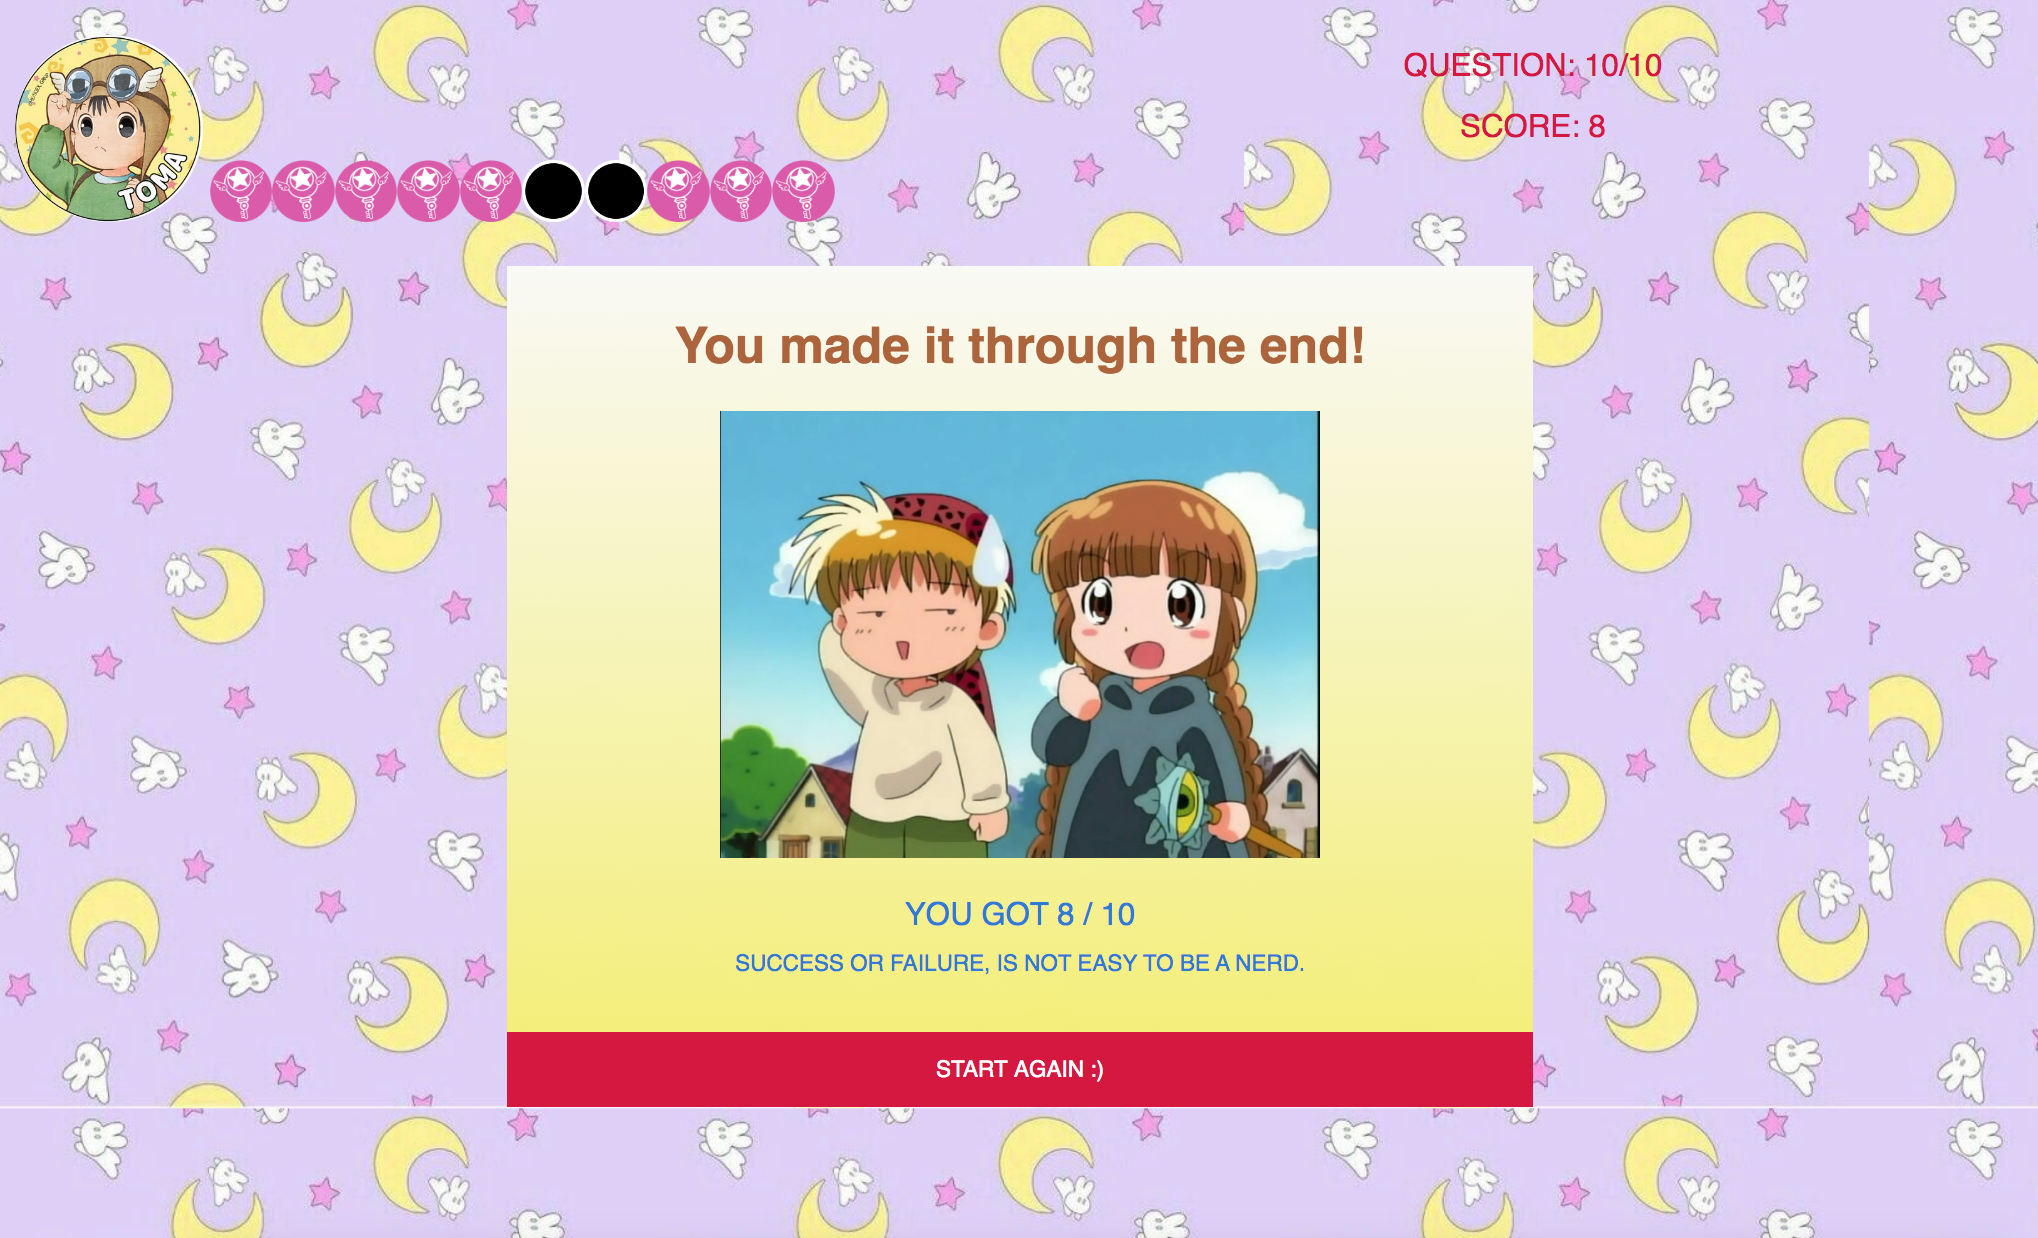 TOMA
QUESTION: 10/10
SCORE: 8
You made it through the end!
YOU GOT 8 / 10
SUCCESS OR FAILURE, IS NOT EASY TO BE A NERD.
START AGAIN :)